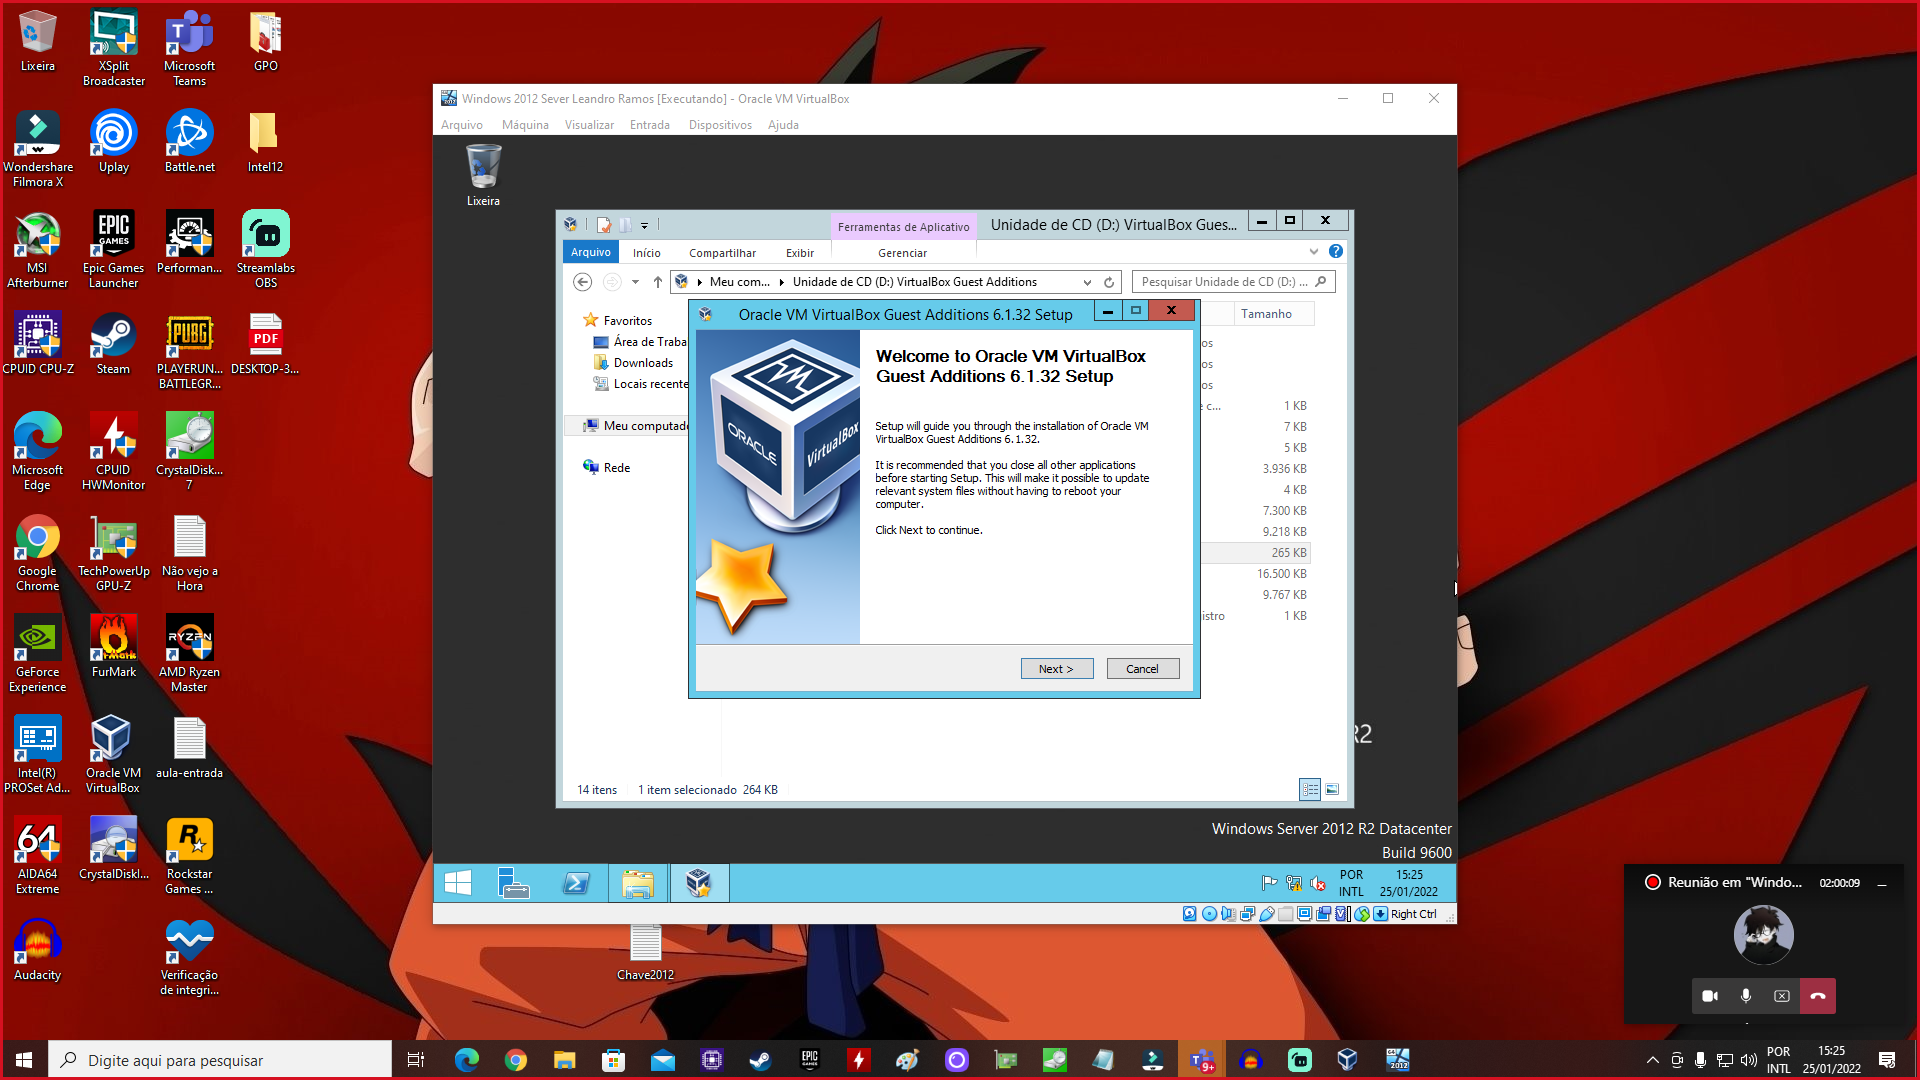 Lixeira
XSplit
Broadcaster
Microsoft
Teams
GPO
Wondershare
Filmora X
Uplay
Battle.net
Intel12
MSI
Afterburner
Epic Games
Launcher
Performan...
Streamlabs
OBS
CPUID CPU-Z
Steam
PLAYERUN...
BATTLEGR...
DESKTOP-3...
Microsoft
Edge
CPUID
HWMonitor
CrystalDisk...
7
Google
Chrome
TechPowerUp
GPU-Z
Não vejo a
Hora
GeForce
Experience
FurMark
AMD Ryzen
Master
Intel(R)
PROSet Ad...
Oracle VM
VirtualBox
aula-entrada
AIDA64
Extreme
CrystalDiskI...
Rockstar
Games ...
Audacity
Verificação
de integri...
Chave2012
Windows 2012 Sever Leandro Ramos [Executando] - Oracle VM VirtualBox
Arquivo Máquina Visualizar Entrada Dispositivos Ajuda
Lixeira
Ferramentas de Aplicativo Unidade de CD (D:) VirtualBox Gues...
Arquivo Início Compartilhar Exibir Gerenciar
Meu com... Unidade de CD (D:) VirtualBox Guest Additions
Pesquisar Unidade de CD (D:) ...
Favoritos
Área de Traba
Downloads
Locais recente
Meu computado
Rede
Tamanho
os
os
os
e c... 1 KB
7 KB
5 KB
3.936 KB
4 KB
7.300 KB
9.218 KB
265 KB
16.500 KB
9.767 KB
istro 1 KB
Oracle VM VirtualBox Guest Additions 6.1.32 Setup
ORACLE
VirtualBox
Welcome to Oracle VM VirtualBox
Guest Additions 6.1.32 Setup
Setup will guide you through the installation of Oracle VM
VirtualBox Guest Additions 6.1.32.
It is recommended that you close all other applications
before starting Setup. This will make it possible to update
relevant system files without having to reboot your
computer.
Click Next to continue.
Next > Cancel
14 itens 1 item selecionado 264 KB
R2
Windows Server 2012 R2 Datacenter
Build 9600
POR
INTL
15:25
25/01/2022
Right Ctrl
Reunião em "Windo... 02:00:09
Digite aqui para pesquisar
9+
POR
INTL
15:25
25/01/2022